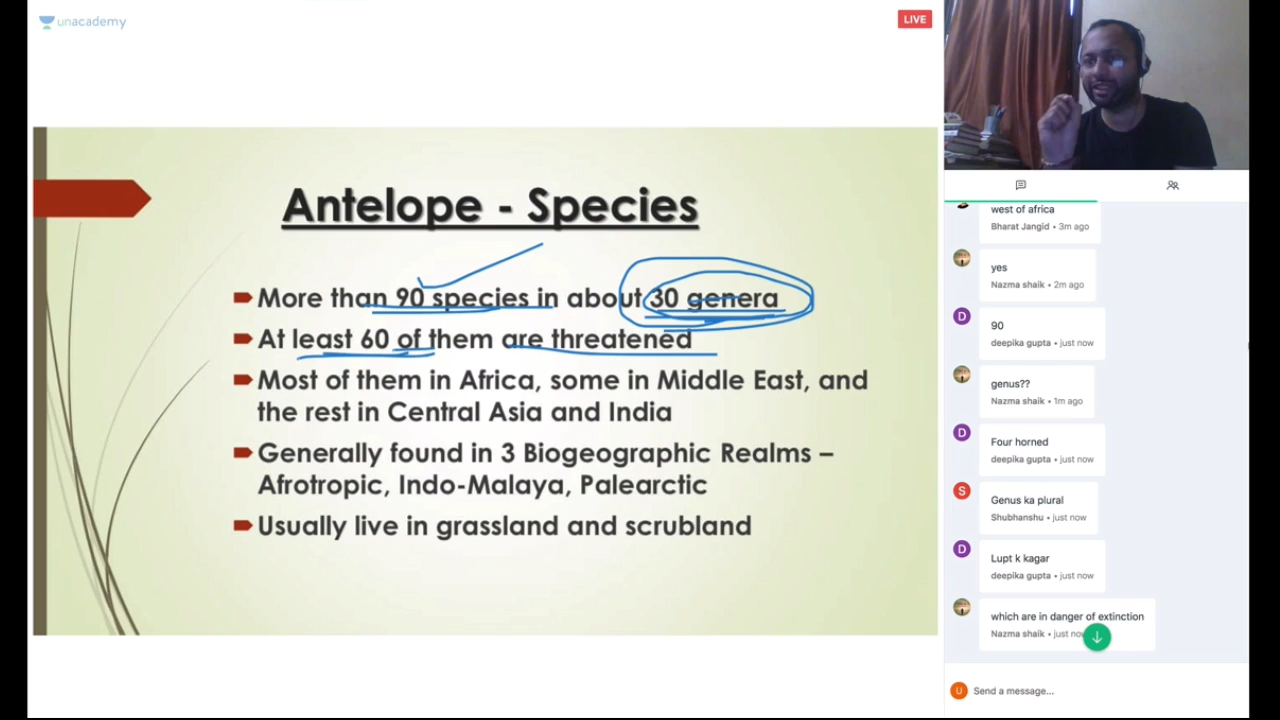 unacademy
LIVE
Antelope - Species
More than 90 species in about 30 genera
At least 60 of them are threatened
Most of them in Africa, some in Middle East, and
the rest in Central Asia and India
Generally found in 3 Biogeographic Realms –
Afrotropic, Indo-Malaya, Palearctic
Usually live in grassland and scrubland
west of africa
Bharat Jangid • 3m ago
yes
Nazma shaik • 2m ago
D
90
deepika gupta • just now
genus??
Nazma shaik • 1m ago
D
Four horned
deepika gupta • just now
S
Genus ka plural
Shubhanshu • just now
D
Lupt k kagar
deepika gupta • just now
which are in danger of extinction
Nazma shaik • just now
U
Send a message...